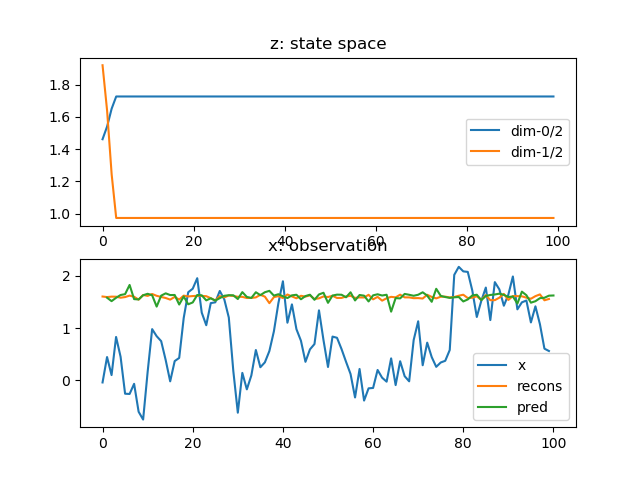 z: state space
1.8
1.6
1.4
1.2
1.0
dim-0/2
dim-1/2
0 20 40 60 80 100
x: observation
2
1
0
x
recons
pred
0 20 40 60 80 100